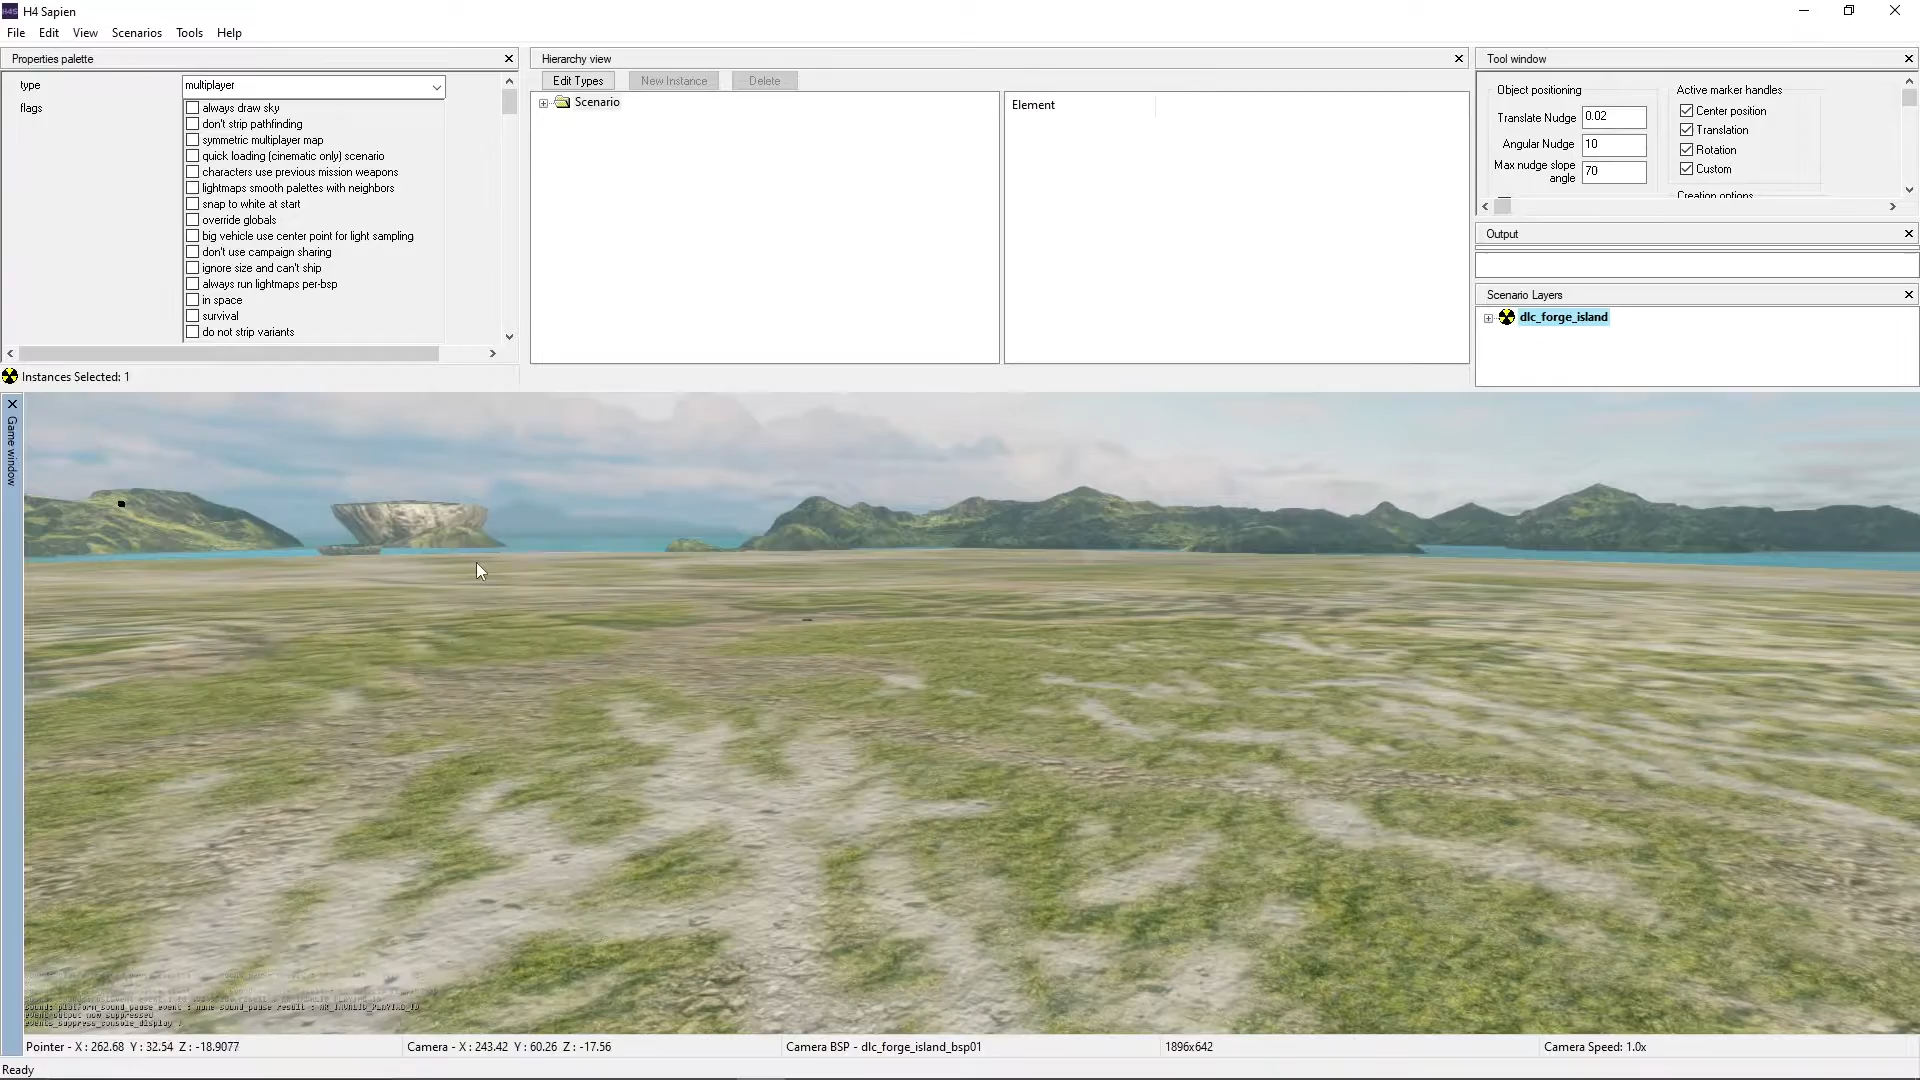 H4 Sapien
File Edit View Scenarios Tools Help
Properties palette
type
multiplayer
flags
always draw sky
don't strip pathfinding
symmetric multiplayer map
quick loading (cinematic only) scenario
characters use previous mission weapons
lightmaps smooth palettes with neighbors
snap to white at start
override globals
big vehicle use center point for light sampling
don't use campaign sharing
ignore size and can't ship
always run lightmaps per-bsp
in space
survival
do not strip variants
Instances Selected: 1
Hierarchy view
Edit Types New Instance Delete
Scenario
Element
Tool window
Object positioning
Translate Nudge 0.02
Angular Nudge 10
Max nudge slope angle 70
Active marker handles
Center position
Translation
Rotation
Custom
Creation options
Output
Scenario Layers
dlc_forge_island
Game window
event output now suppressed
Pointer - X : 262.68 Y : 32.54 Z : -18.9077
Camera - X : 243.42 Y : 60.26 Z : -17.56
Camera BSP - dlc_forge_island_bsp01
1896x642
Camera Speed: 1.0x
Ready